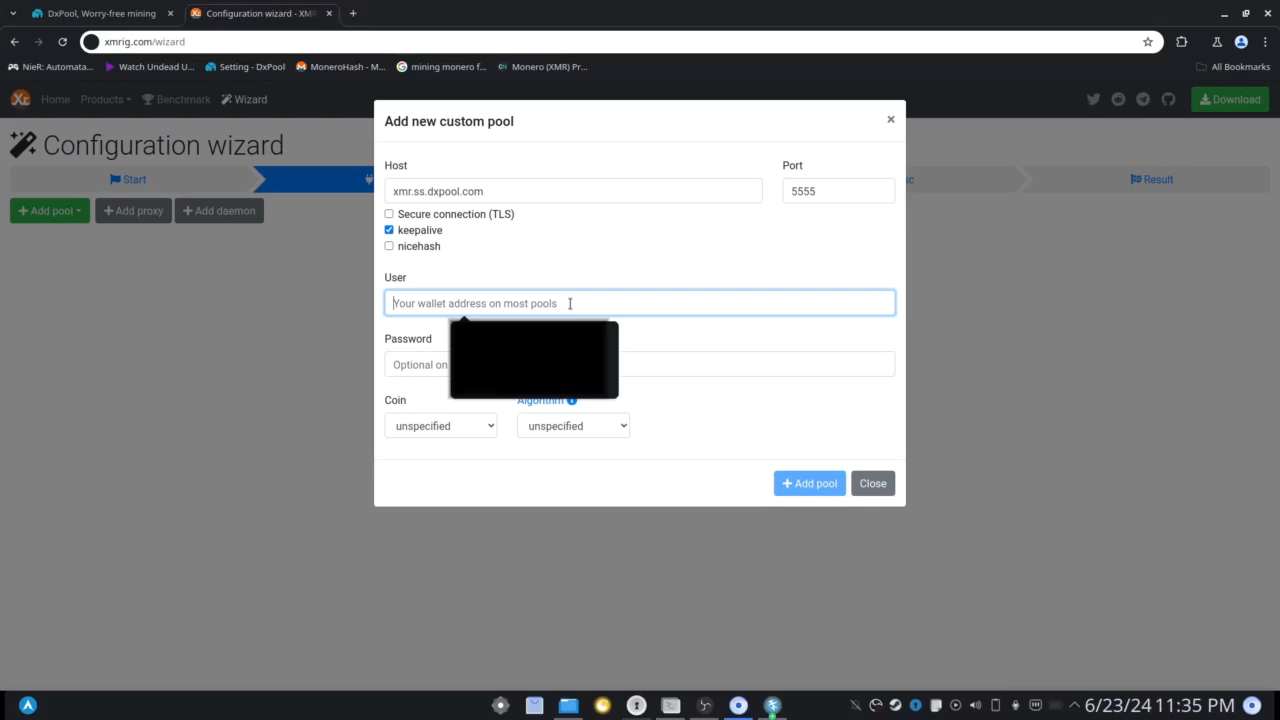 DxPool, Worry-free mining
Configuration wizard - XM
xmrig.com/wizard
NieR: Automata...
Watch Undead U...
Setting - DxPool
MoneroHash - M...
mining monero f...
Monero (XMR) Pr...
All Bookmarks
Home
Products
Benchmark
Wizard
Download
Configuration wizard
Start
Result
+ Add pool
+ Add proxy
+ Add daemon
Add new custom pool
×
Host
Port
xmr.ss.dxpool.com
5555
Secure connection (TLS)
keepalive
nicehash
User
Your wallet address on most pools
Password
Optional on
Coin
Algorithm
unspecified
unspecified
+ Add pool
Close
6/23/24 11:35 PM